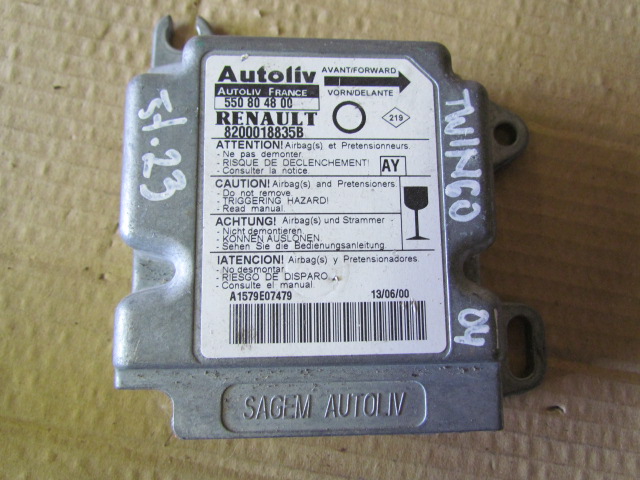 Autoliv
AVANT/FORWARD
AUTOLIV FRANCE
VORN/DELANTE
550 80 48 00
RENAULT
8200018835B
219
ATTENTION! Airbag(s) et Pretensionneurs.
- Ne pas demonter.
- RISQUE DE DECLENCHEMENT!
- Consulter la notice.
AY
CAUTION! Airbag(s) and Pretensioners
- Do not remove.
- TRIGGERING HAZARD!
- Read manual.
ACHTUNG! Airbag(s) und Strammer -
- Nicht demontieren.
- KONNEN AUSLONEN.
- Sehen Sie die Bedienungsanleitung.
IATENCION! Airbag(s) y Pretensionadores.
- No desmontar.
- RIESGO DE DISPARO...
- Consulte el manual.
A1579E07479
13/06/00
SAGEM AUTOLIV
31.23
TWINGO
04